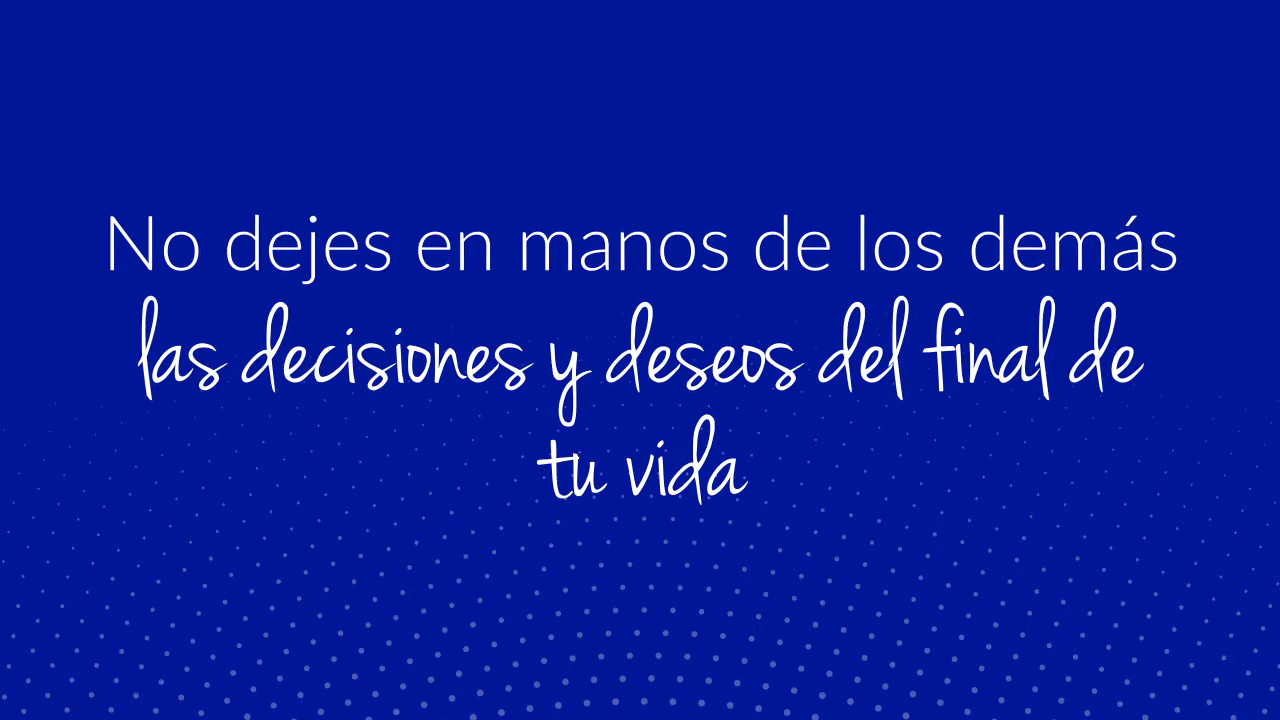 No dejes en manos de los demás
las decisiones y deseos del final de
tu vida